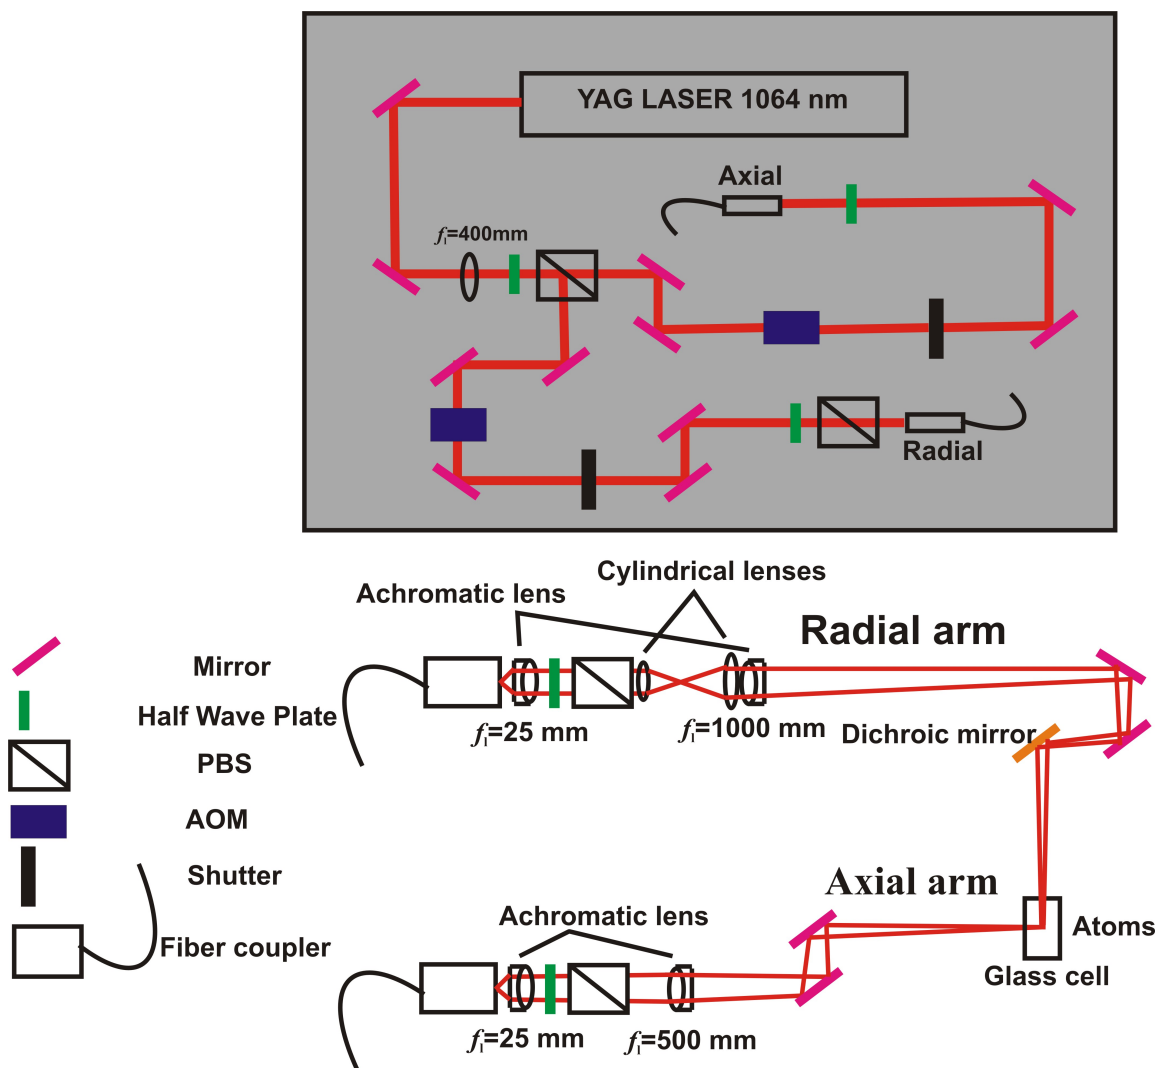 YAG LASER 1064 nm
Axial
fₗ=400mm
Radial
Cylindrical lenses
Achromatic lens
Radial arm
Mirror
Half Wave Plate
fₗ=25 mm
fₗ=1000 mm
Dichroic mirror
PBS
AOM
Shutter
Axial arm
Achromatic lens
Atoms
Fiber coupler
Glass cell
fₗ=25 mm
fₗ=500 mm